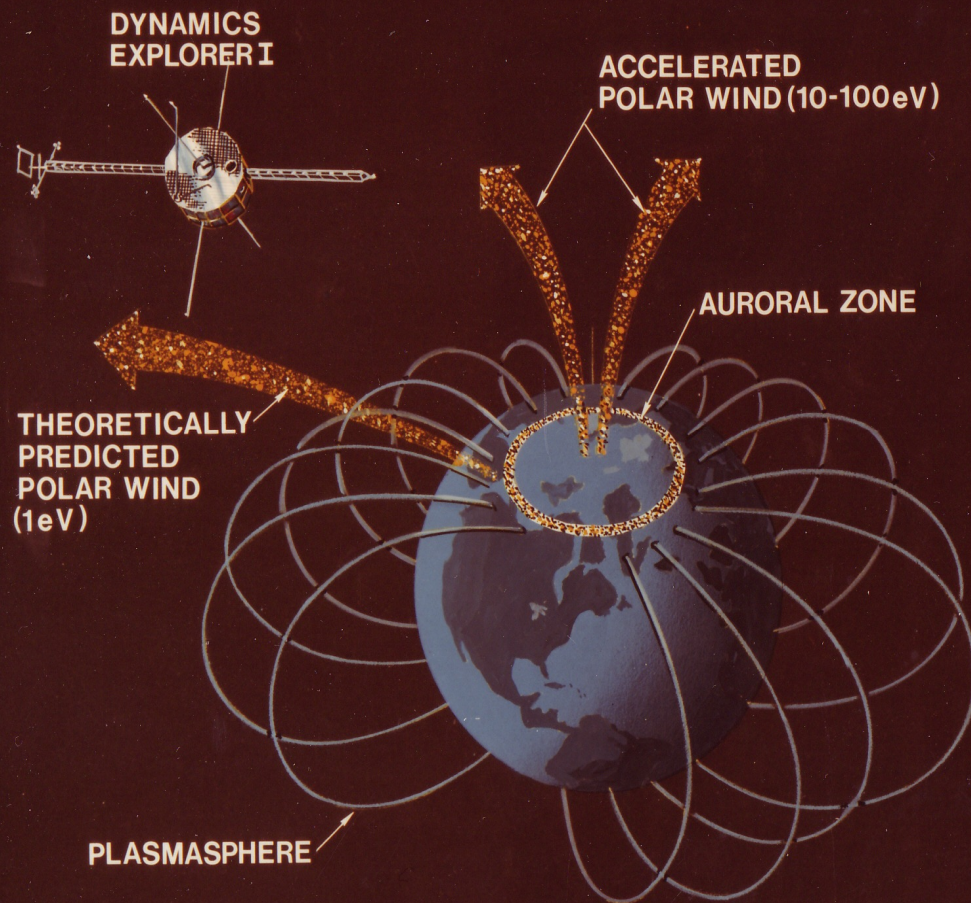 DYNAMICS
EXPLORER I
ACCELERATED
POLAR WIND (10-100eV)
AURORAL ZONE
THEORETICALLY
PREDICTED
POLAR WIND
(1eV)
PLASMASPHERE